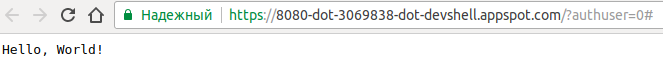 Надежный https://8080-dot-3069838-dot-devshell.appspot.com/?authuser=0#
Hello, World!